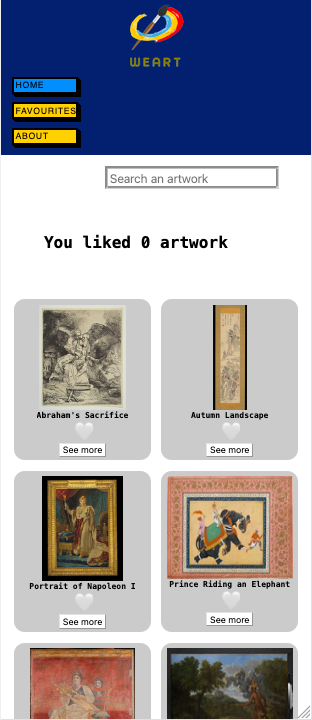 WEART
HOME
FAVOURITES
ABOUT
Search an artwork
You liked 0 artwork
Abraham's Sacrifice
See more
Autumn Landscape
See more
Portrait of Napoleon I
See more
Prince Riding an Elephant
See more